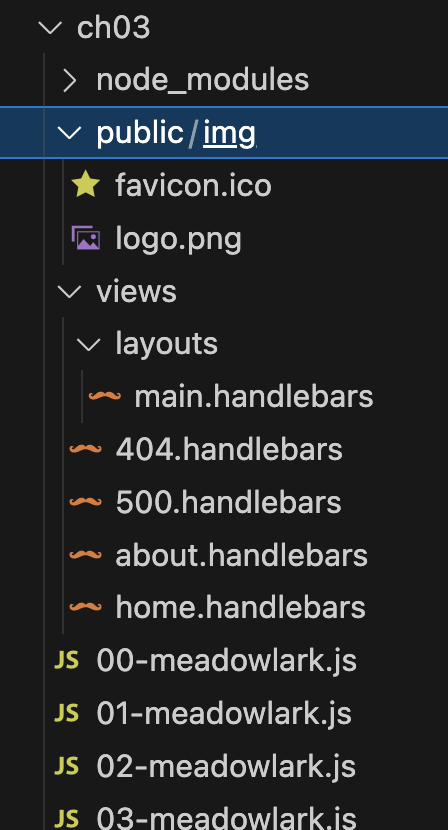 ch03
node_modules
public/img
favicon.ico
logo.png
views
layouts
main.handlebars
404.handlebars
500.handlebars
about.handlebars
home.handlebars
JS 00-meadowlark.js
JS 01-meadowlark.js
JS 02-meadowlark.js
JS 03-meadowlark.js